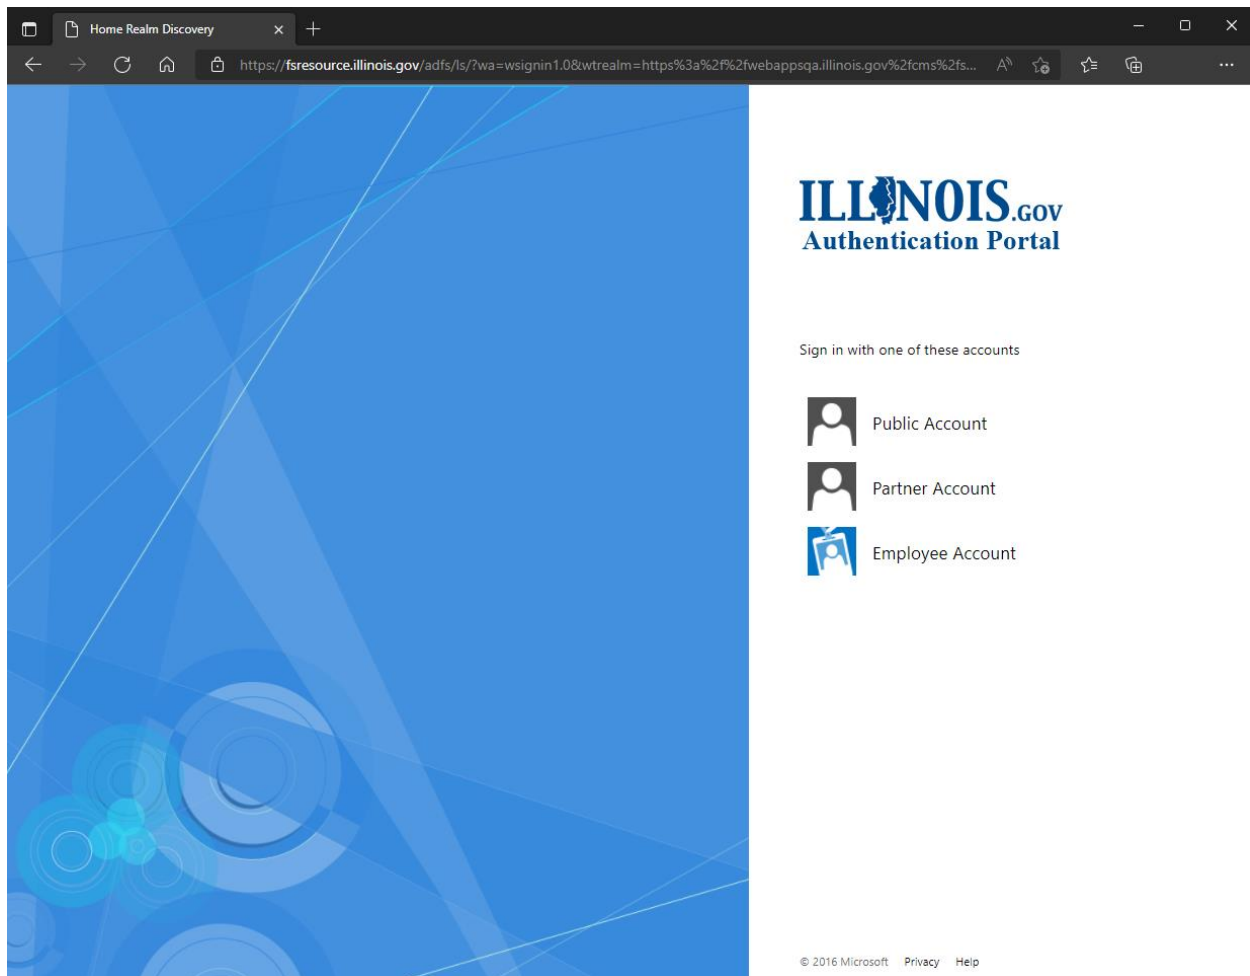 Home Realm Discovery
https://fsresource.illinois.gov/adfs/ls/?wa=wsignin1.0&wtrealm=https%3a%2f%2fwebappsqa.illinois.gov%2fcms%2fs...
ILLINOIS.GOV
Authentication Portal
Sign in with one of these accounts
Public Account
Partner Account
Employee Account
© 2016 Microsoft Privacy Help